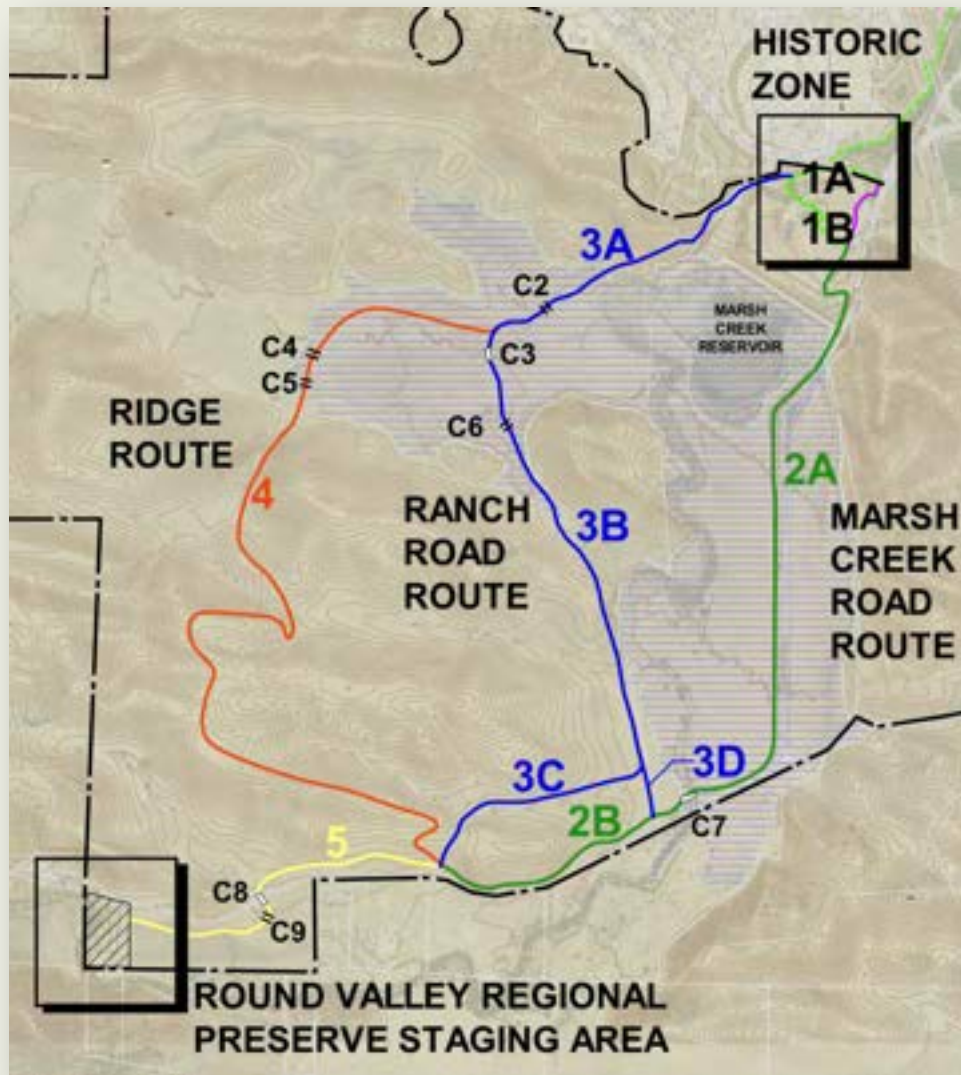 HISTORIC
ZONE
1A
1B
3A
C2
MARSH
CREEK
RESERVOIR
C4
C3
C5
RIDGE
ROUTE
C6
2A
4
RANCH
ROAD
ROUTE
3B
MARSH
CREEK
ROAD
ROUTE
3C
3D
2B
C7
5
C8
C9
ROUND VALLEY REGIONAL
PRESERVE STAGING AREA